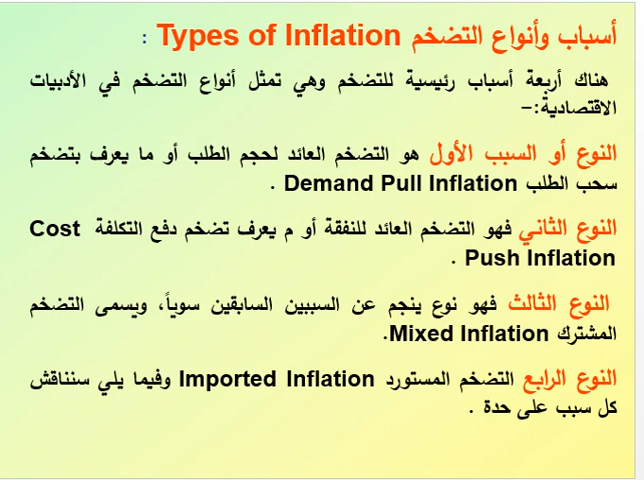 أسباب وأنواع التضخم Types of Inflation :
هناك أربعة أسباب رئيسية للتضخم وهي تمثل أنواع التضخم في الأدبيات
الاقتصادية:-
النوع أو السبب الأول هو التضخم العائد لحجم الطلب أو ما يعرف بتضخم
سحب الطلب Demand Pull Inflation .
النوع الثاني فهو التضخم العائد للنفقة أو م يعرف تضخم دفع التكلفة Cost
Push Inflation .
النوع الثالث فهو نوع ينجم عن السببين السابقين سوياً، ويسمى التضخم
المشترك Mixed Inflation.
النوع الرابع التضخم المستورد Imported Inflation وفيما يلي سنناقش
كل سبب على حدة .